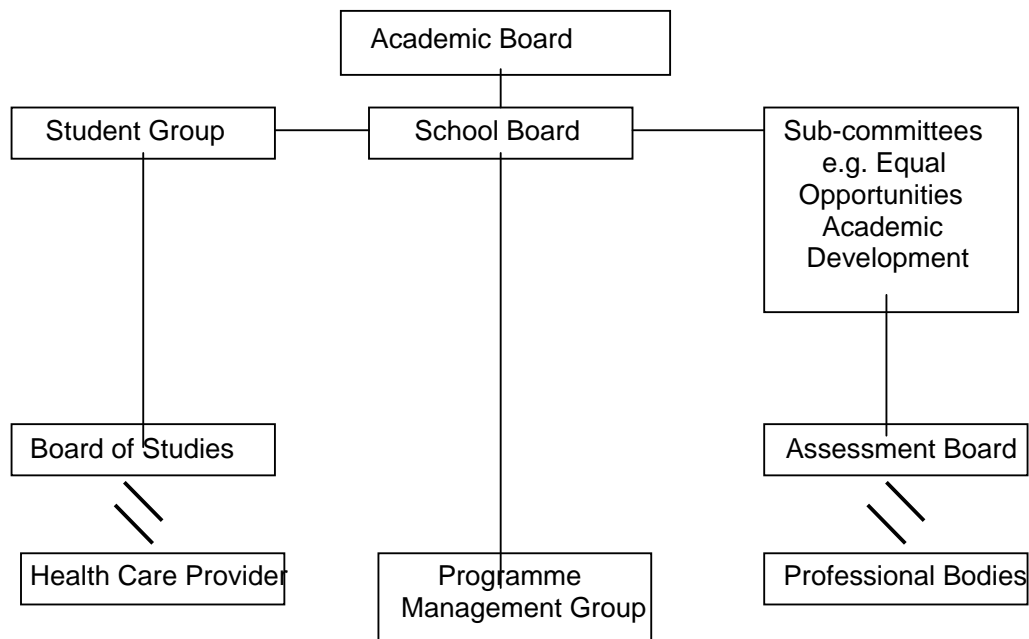 Academic Board
Student Group
School Board
Sub-committees
e.g. Equal
Opportunities
Academic
Development
Board of Studies
Assessment Board
Health Care Provider
Programme
Management Group
Professional Bodies